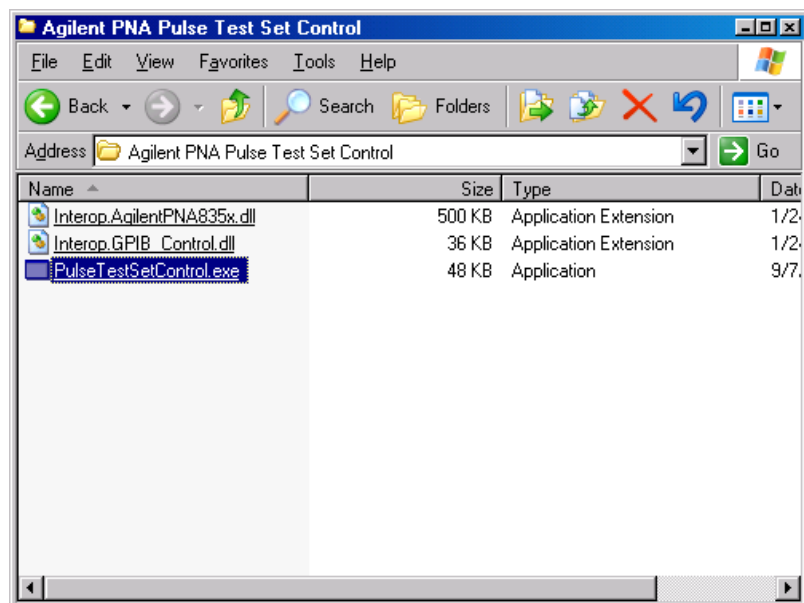 Agilent PNA Pulse Test Set Control
File Edit View Favorites Tools Help
Back Search Folders
Address Agilent PNA Pulse Test Set Control Go
Name Size Type
Interop.AgilentPNA835x.dll 500 KB Application Extension
Interop.GPIB_Control.dll 36 KB Application Extension
PulseTestSetControl.exe 48 KB Application